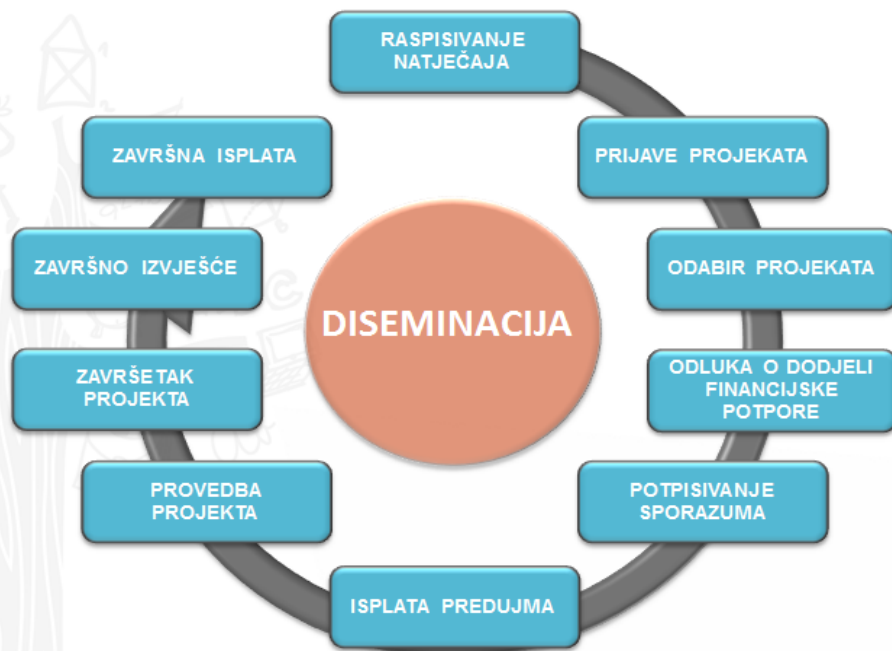 RASPISIVANJE
NATJEČAJA
PRIJAVE PROJEKATA
ODABIR PROJEKATA
ODLUKA O DODJELI
FINANCIJSKE
POTPORE
POTPISIVANJE
SPORAZUMA
ISPLATA PREDUJMA
PROVEDBA
PROJEKTA
ZAVRŠETAK
PROJEKTA
ZAVRŠNO IZVJEŠĆE
ZAVRŠNA ISPLATA
DISEMINACIJA